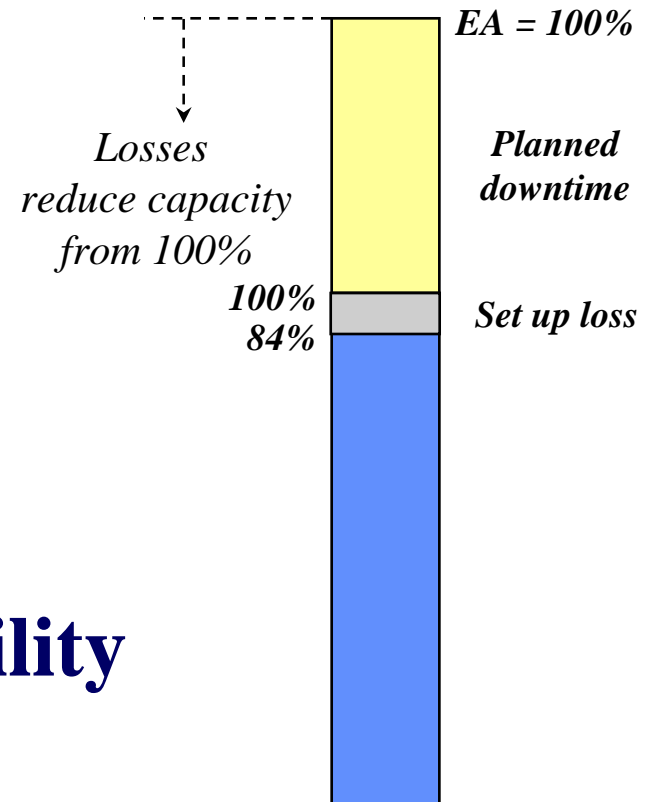 EA = 100%
Losses
reduce capacity
from 100%
Planned
downtime
100%
84%
Set up loss
ility